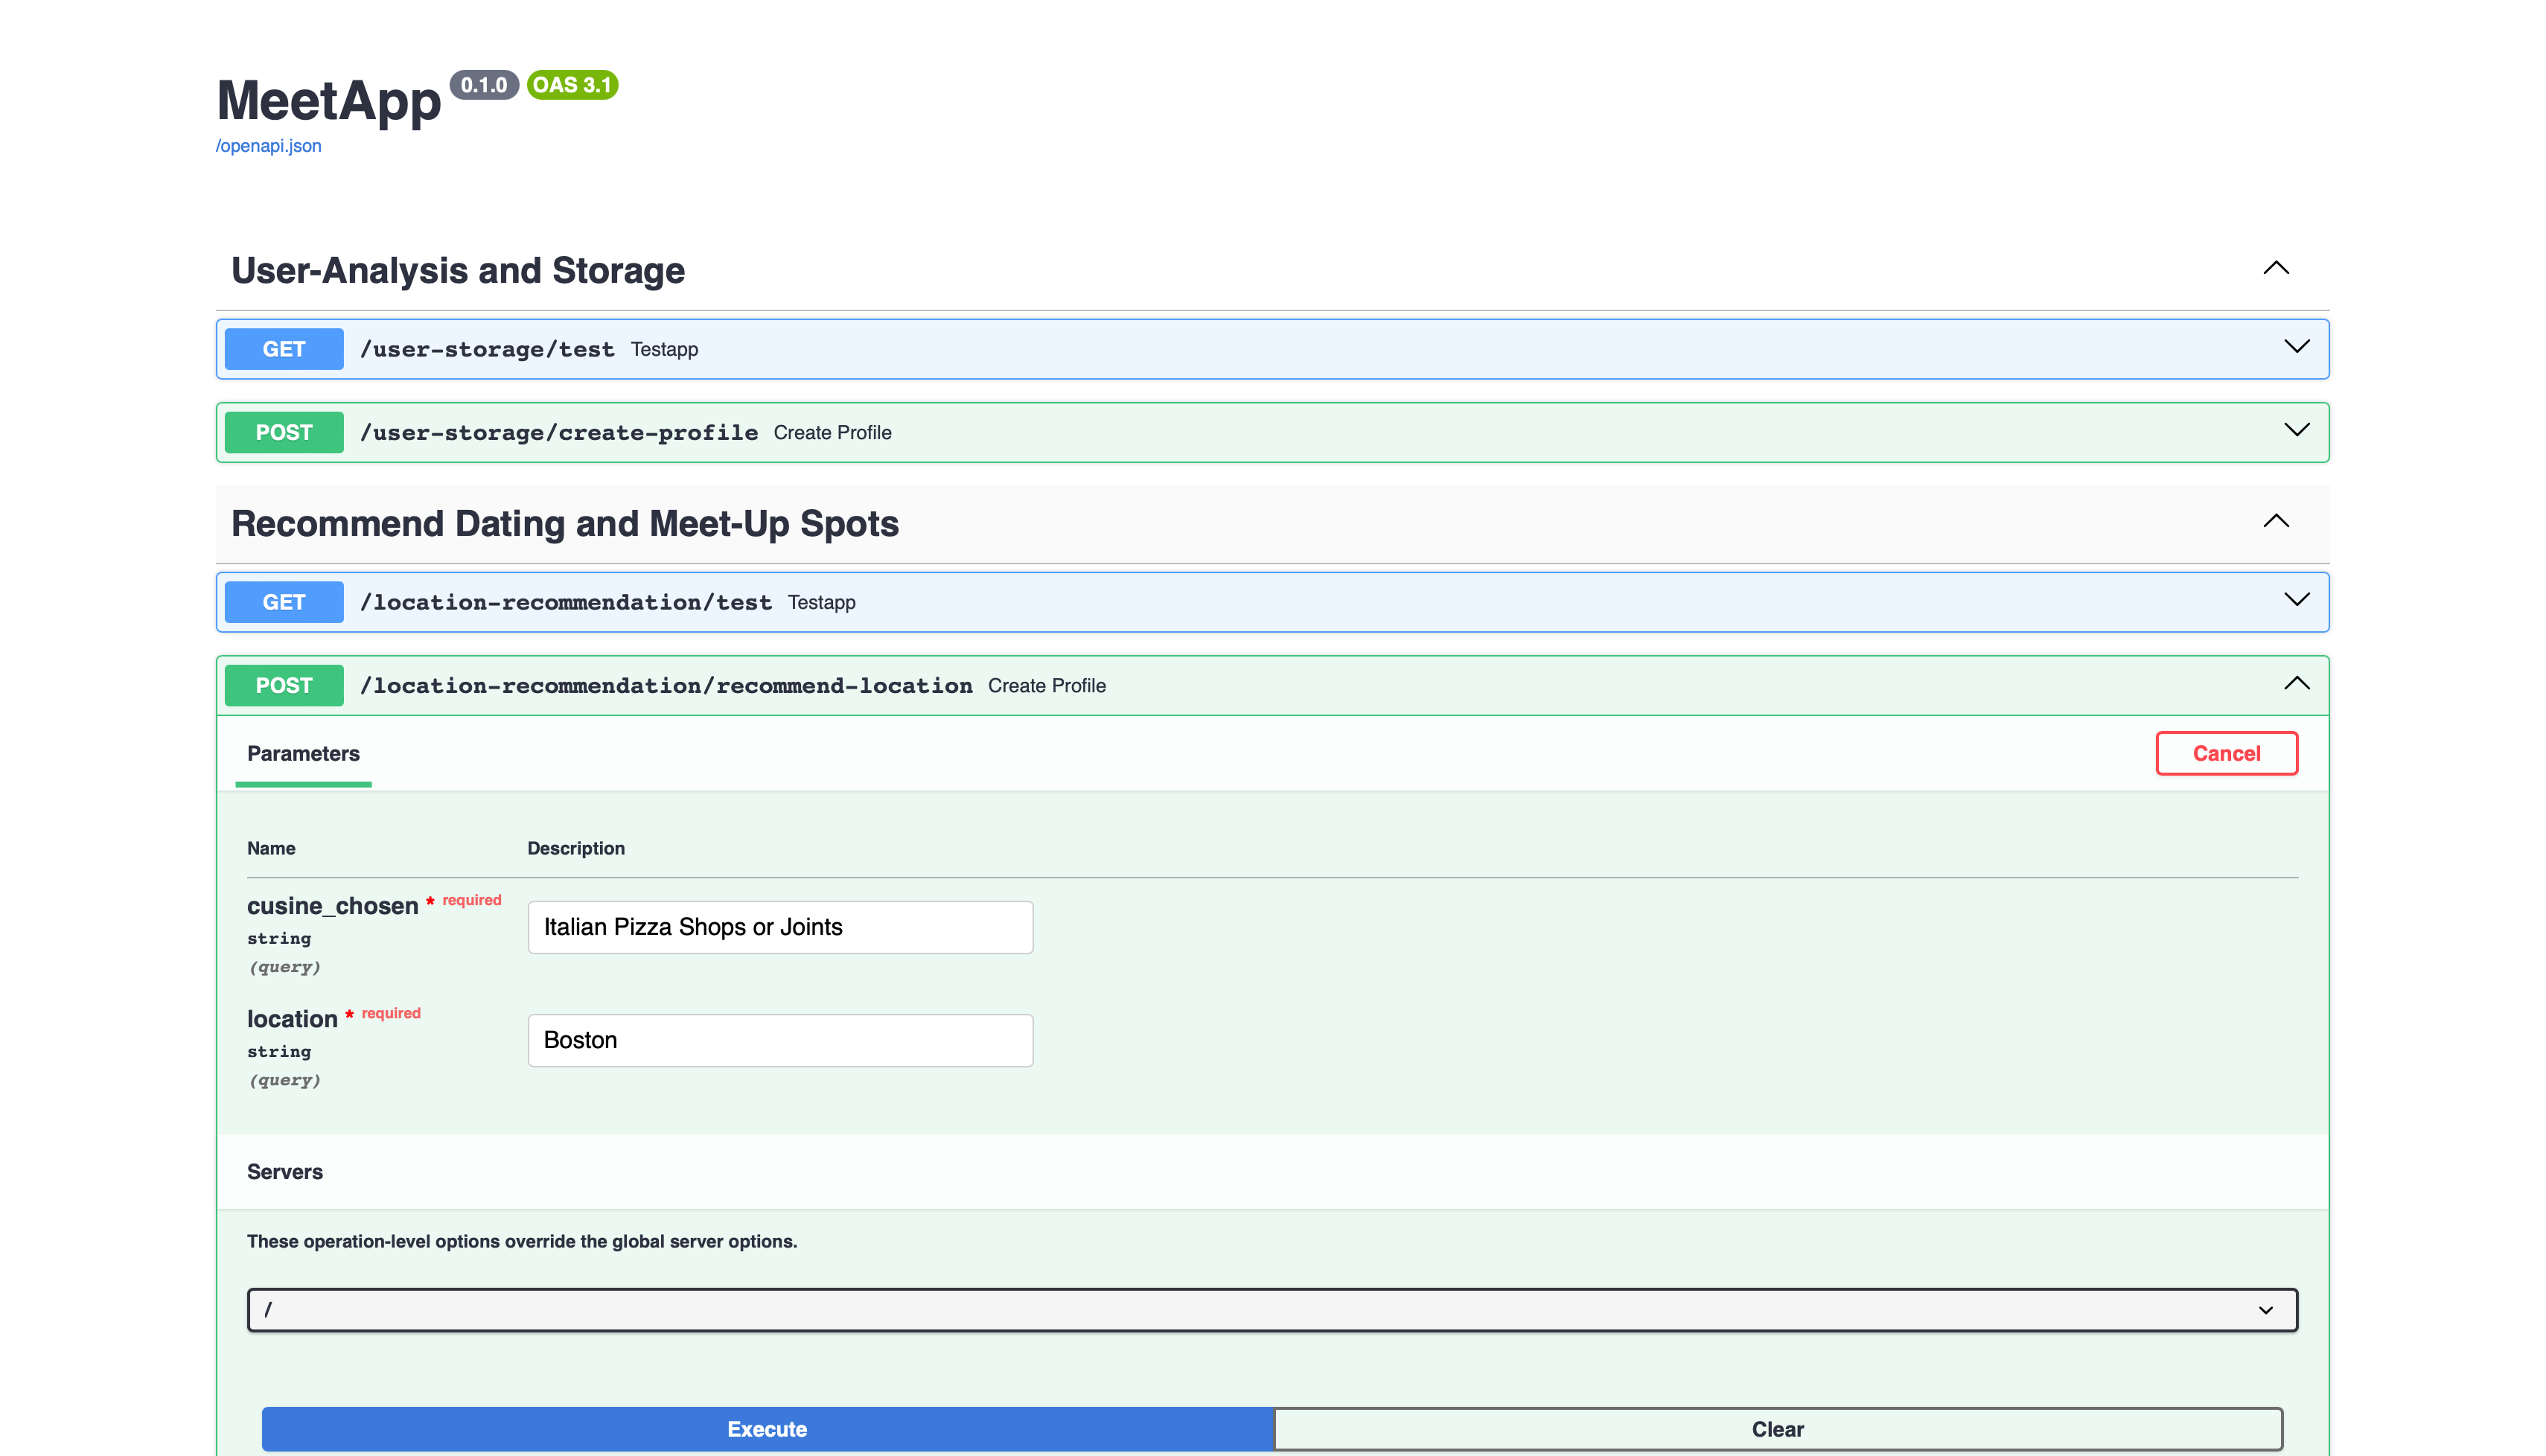 MeetApp 0.1.0 OAS 3.1
/openapi.json
User-Analysis and Storage
GET /user-storage/test Testapp
POST /user-storage/create-profile Create Profile
Recommend Dating and Meet-Up Spots
GET /location-recommendation/test Testapp
POST /location-recommendation/recommend-location Create Profile
Parameters Cancel
Name Description
cusine_chosen * required
string
(query)
Italian Pizza Shops or Joints
location * required
string
(query)
Boston
Servers
These operation-level options override the global server options.
/
Execute Clear